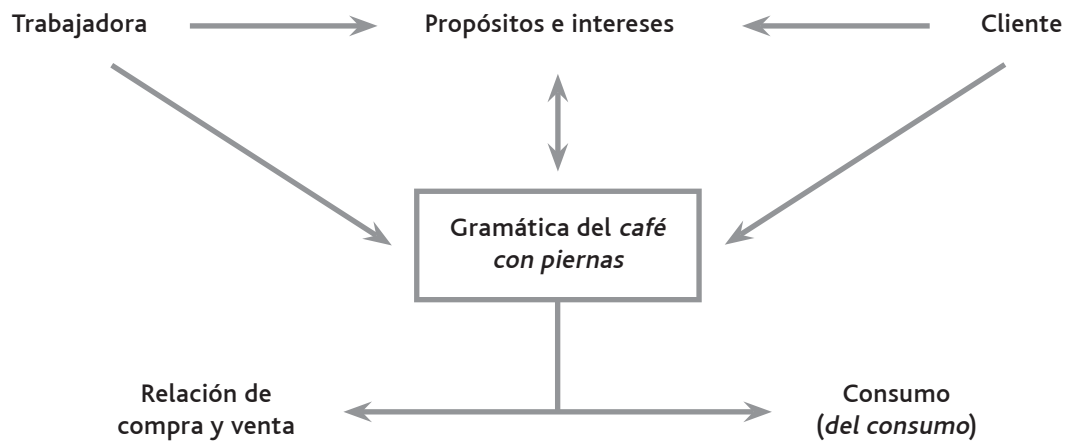 Trabajadora
Propósitos e intereses
Cliente
Gramática del café
con piernas
Relación de
compra y venta
Consumo
(del consumo)